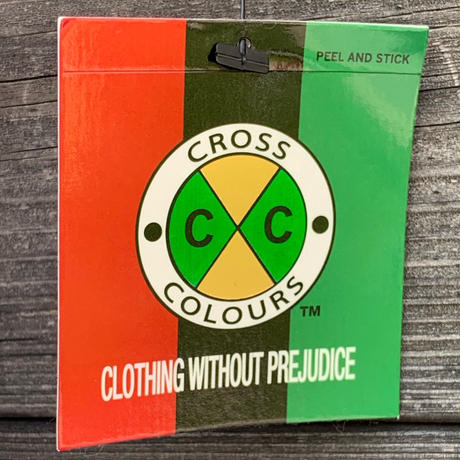 PEEL AND STICK
CROSS
C C
COLOURS
TM
CLOTHING WITHOUT PREJUDICE